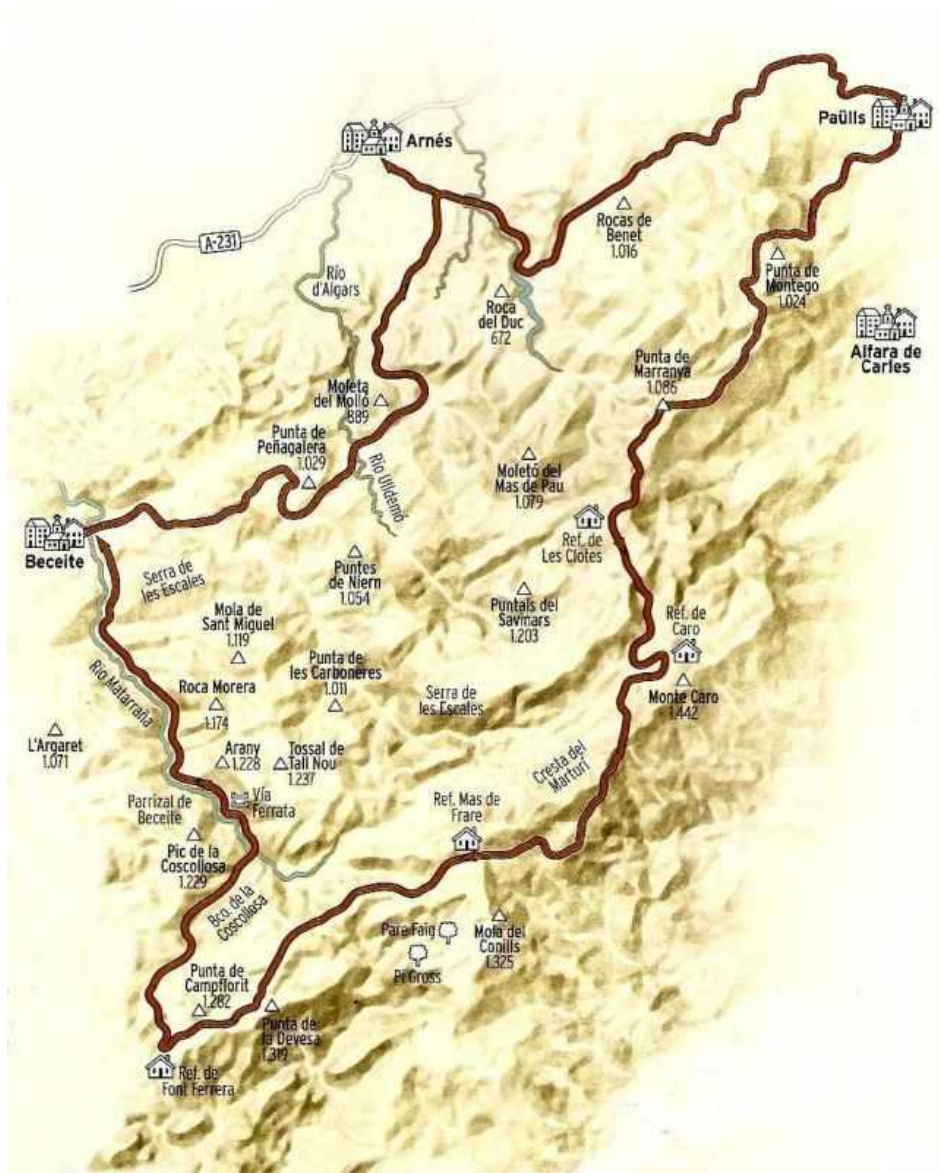 Arnés
Paülls
A-231
Rocas de
Benet
1.016
Río
d'Algars
Punta de
Montego
1.024
Roca
del Duc
672
Alfara de
Carles
Punta de
Marranya
1.086
Moleta
del Molló
889
Punta de
Peñagalera
1.029
Moletó del
Mas de Pau
1.079
Río Ulldemó
Ref. de
Les Clotes
Beceite
Serra de
les Escales
Puntes
de Niern
1.054
Puntals del
Savinars
1.203
Mola de
Sant Miguel
1.119
Ref. de
Caro
Punta de
les Carboneres
1.011
Río Matarraña
Roca Morera
1.174
Serra de
les Escales
Monte Caro
1.442
L'Argaret
1.071
Arany
1.228
Tossal de
Tall Nou
1.237
Cresta del
Marturi
Vía
Ferrata
Parrizal de
Beceite
Ref. Mas de
Frare
Pic de la
Coscollosa
1.229
Bco. de la
Coscollosa
Pare Faig
Mola del
Conills
1.325
Pi Gross
Punta de
Campflorit
1.282
Punta de
la Devesa
1.319
Ref. de
Font Ferrera